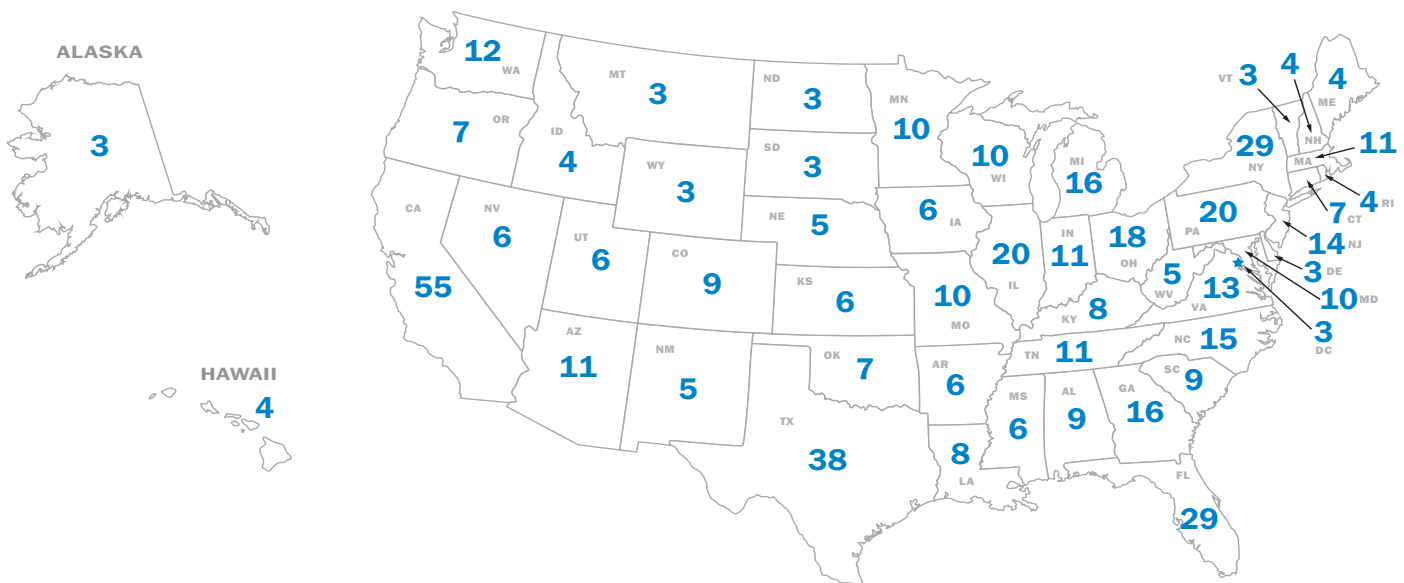 ALASKA
3
HAWAII
4
12
WA
7
OR
CA
55
NV
6
ID
4
MT
3
WY
3
UT
6
CO
9
AZ
11
NM
5
ND
3
SD
3
NE
5
KS
6
OK
7
TX
38
MN
10
6
IA
10
MO
AR
6
8
LA
10
WI
20
IL
MI
16
IN
11
18
OH
KY
8
TN
11
MS
6
AL
9
GA
16
FL
29
SC
9
NC
15
5
WV
13
VA
20
PA
29
NY
VT
3
4
NH
4
ME
MA
11
4
RI
7
CT
14
NJ
3
DE
10
MD
3
DC